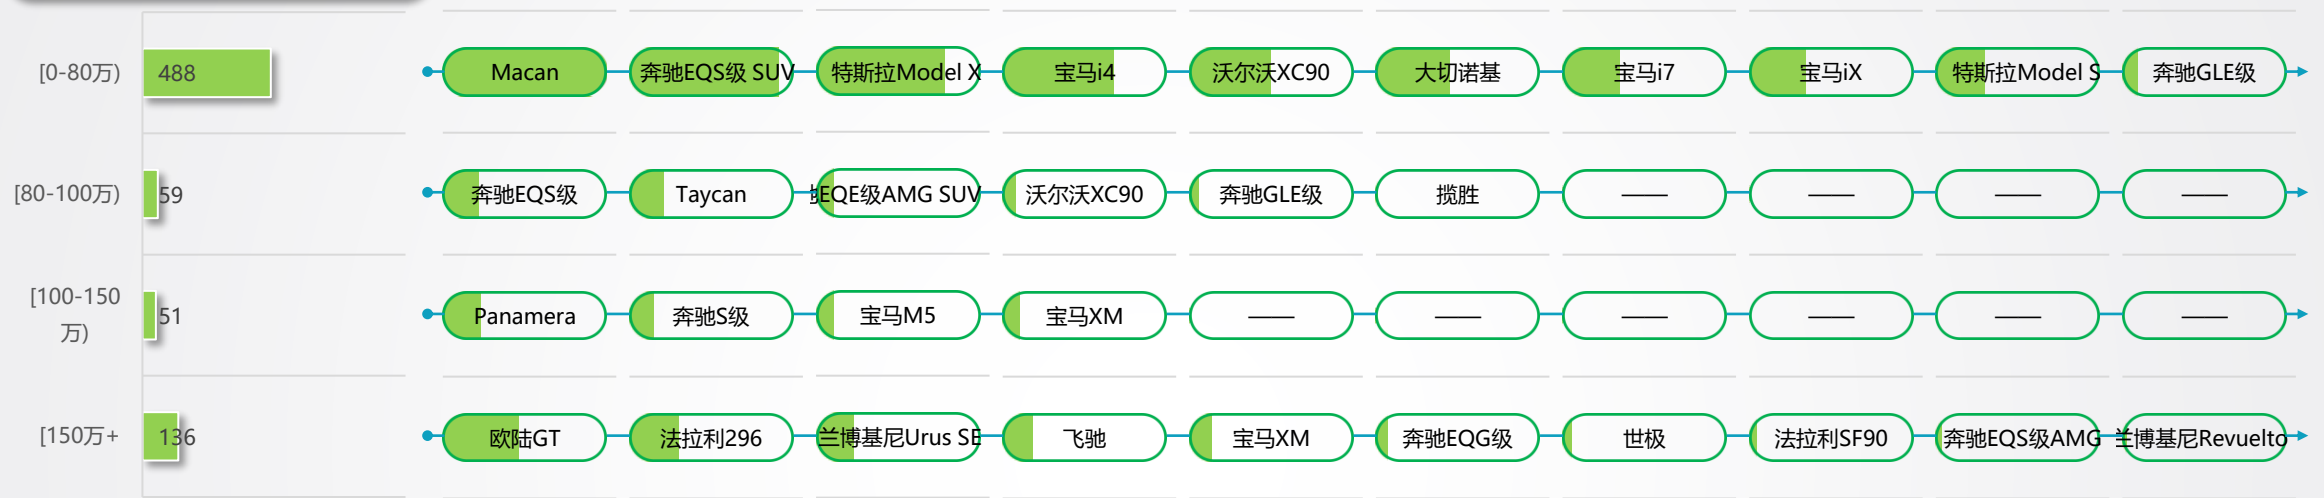 [0-80万)
488
Macan
奔驰EQS级 SUV
特斯拉Model X
宝马i4
沃尔沃XC90
大切诺基
宝马i7
宝马iX
特斯拉Model S
奔驰GLE级
[80-100万)
59
奔驰EQS级
Taycan
EQE级AMG SUV
沃尔沃XC90
奔驰GLE级
揽胜
——
——
——
——
[100-150
万)
51
Panamera
奔驰S级
宝马M5
宝马XM
——
——
——
——
——
——
[150万+
136
欧陆GT
法拉利296
兰博基尼Urus SE
飞驰
宝马XM
奔驰EQG级
世极
法拉利SF90
奔驰EQS级AMG
兰博基尼Revuelto